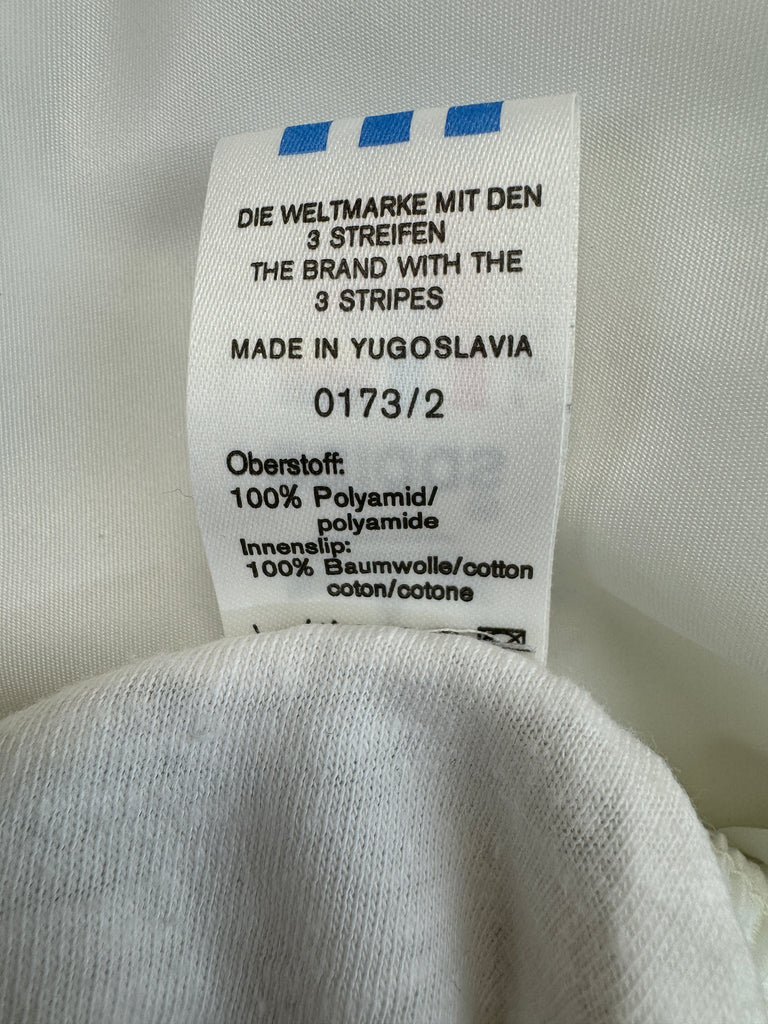 DIE WELTMARKE MIT DEN
3 STREIFEN
THE BRAND WITH THE
3 STRIPES
MADE IN YUGOSLAVIA
0173/2
Oberstoff:
100% Polyamid/
polyamide
Innenslip:
100% Baumwolle/cotton
coton/cotone